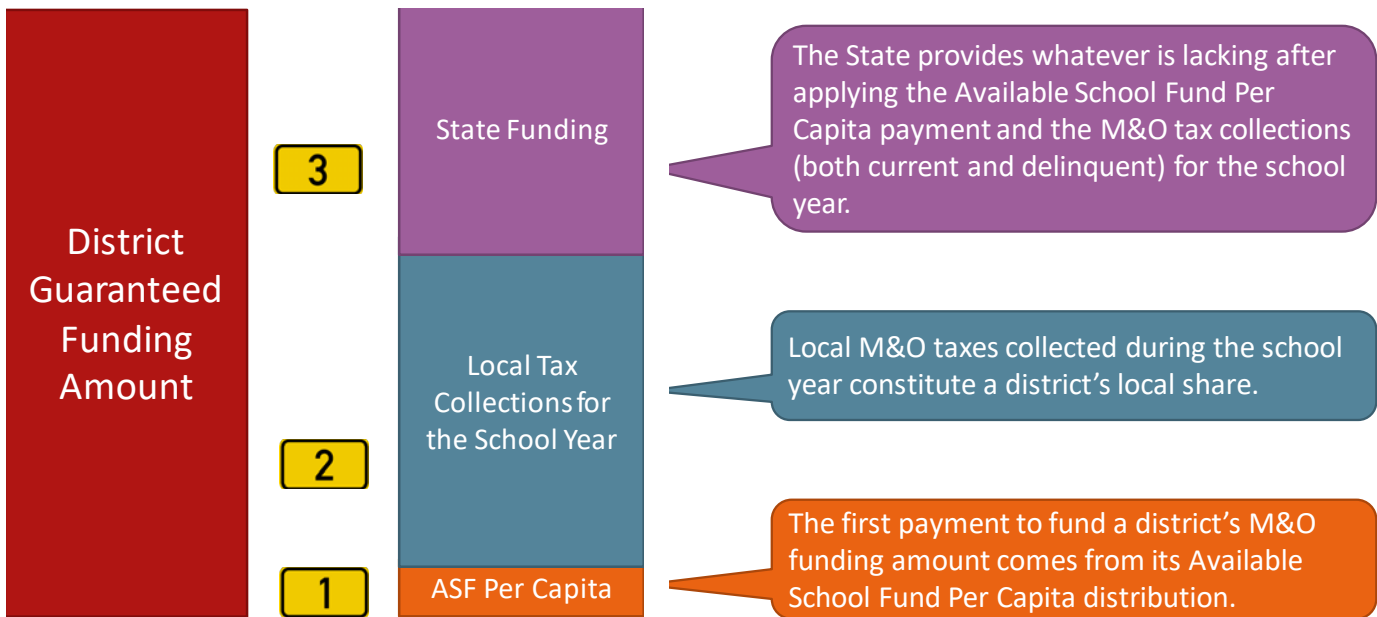 District
Guaranteed
Funding
Amount
3
State Funding
The State provides whatever is lacking after
applying the Available School Fund Per
Capita payment and the M&O tax collections
(both current and delinquent) for the school
year.
2
Local Tax
Collections for
the School Year
Local M&O taxes collected during the school
year constitute a district’s local share.
1
ASF Per Capita
The first payment to fund a district’s M&O
funding amount comes from its Available
School Fund Per Capita distribution.